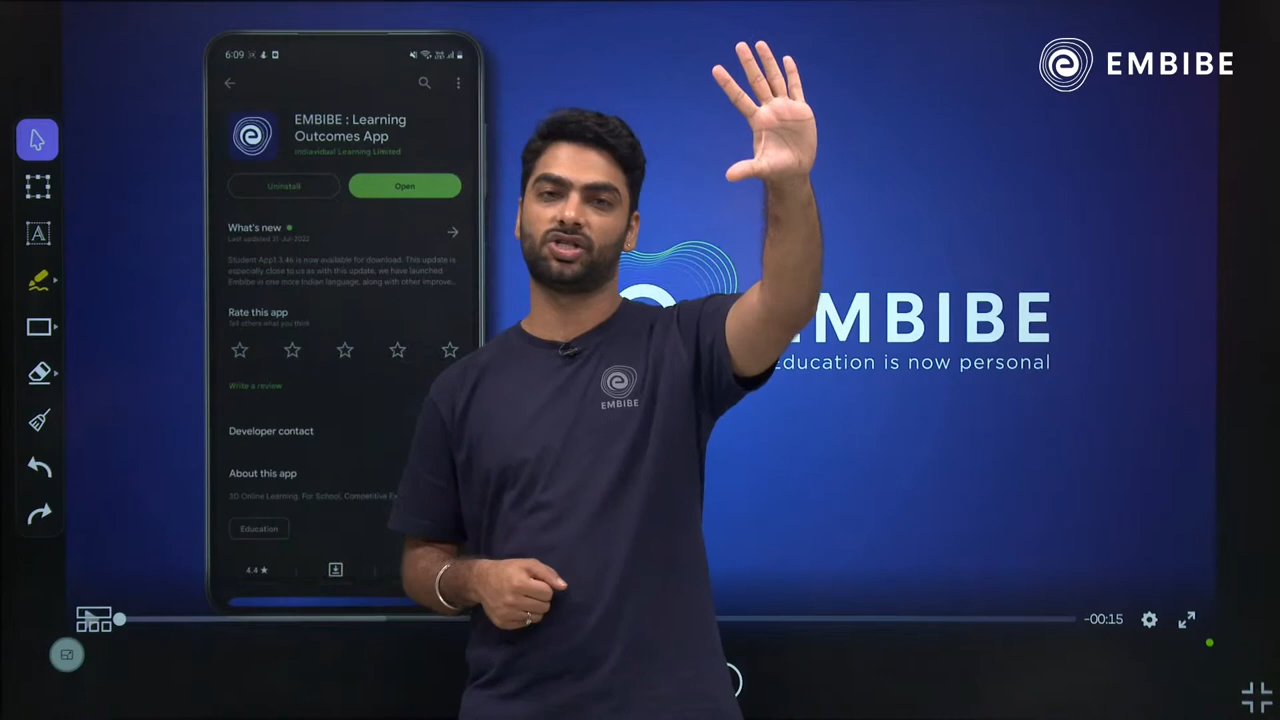 EMBIBE
6:09
EMBIBE : Learning
Outcomes App
Indiavidual Learning Limited
Uninstall
Open
What's new
Last updated 31-Jul-2022
Student App1.3.46 is now available for download. This update is
especially close to us as with this update, we have launched
Embibe in one more Indian language, along with other improve...
Rate this app
Tell others what you think
Write a review
Developer contact
About this app
3D Online Learning. For School, Competitive
Education
4.4★
A
EMBIBE
Education is now personal
EMBIBE
-00:15